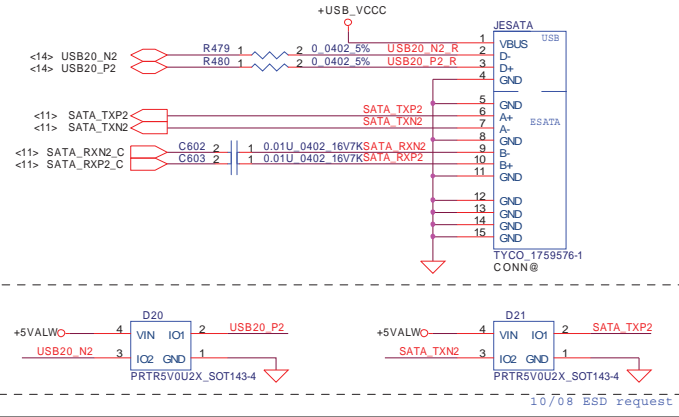 +USB_VCCC
JESATA
1 VBUS USB
<14> USB20_N2 R479 1 2 0_0402_5% USB20_N2_R 2 D-
<14> USB20_P2 R480 1 2 0_0402_5% USB20_P2_R 3 D+
4 GND
5 GND
<11> SATA_TXP2 SATA_TXP2 6 A+ ESATA
<11> SATA_TXN2 SATA_TXN2 7 A-
8 GND
<11> SATA_RXN2_C C602 2 1 0.01U_0402_16V7K SATA_RXN2 9 B-
<11> SATA_RXP2_C C603 2 1 0.01U_0402_16V7K SATA_RXP2 10 B+
11 GND
12 GND
13 GND
14 GND
15 GND
TYCO_1759576-1
CONN@
D20
+5VALW 4 VIN IO1 2 USB20_P2
USB20_N2 3 IO2 GND 1
PRTR5V0U2X_SOT143-4
D21
+5VALW 4 VIN IO1 2 SATA_TXP2
SATA_TXN2 3 IO2 GND 1
PRTR5V0U2X_SOT143-4
10/08 ESD request